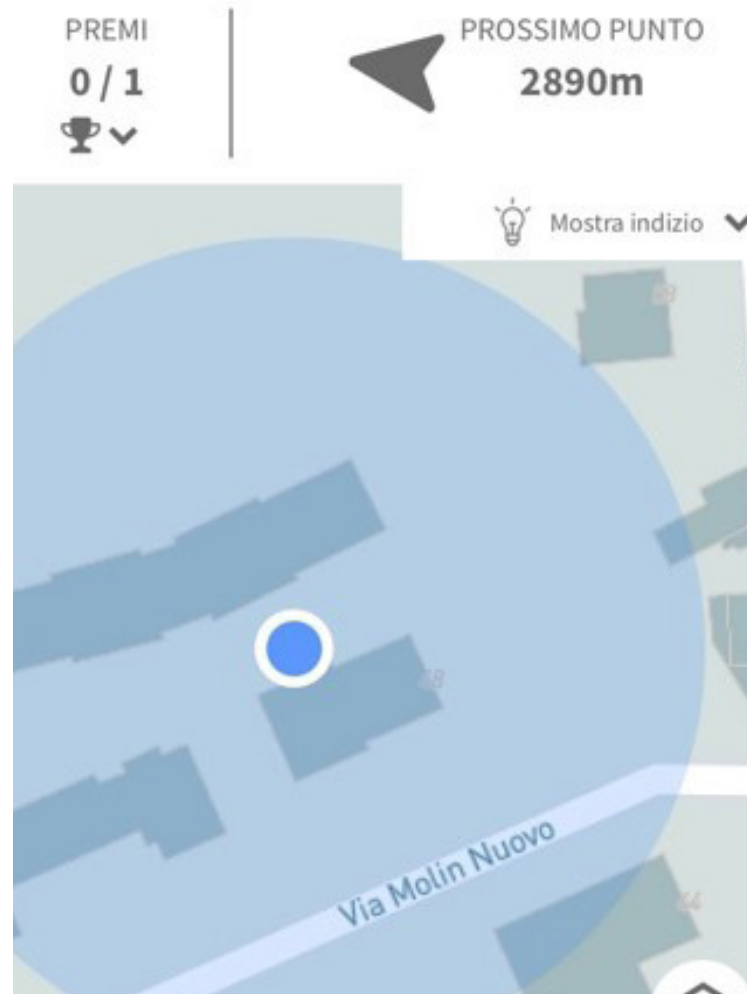 PREMI
0 / 1
PROSSIMO PUNTO
2890m
Mostra indizio
Via Molin Nuovo